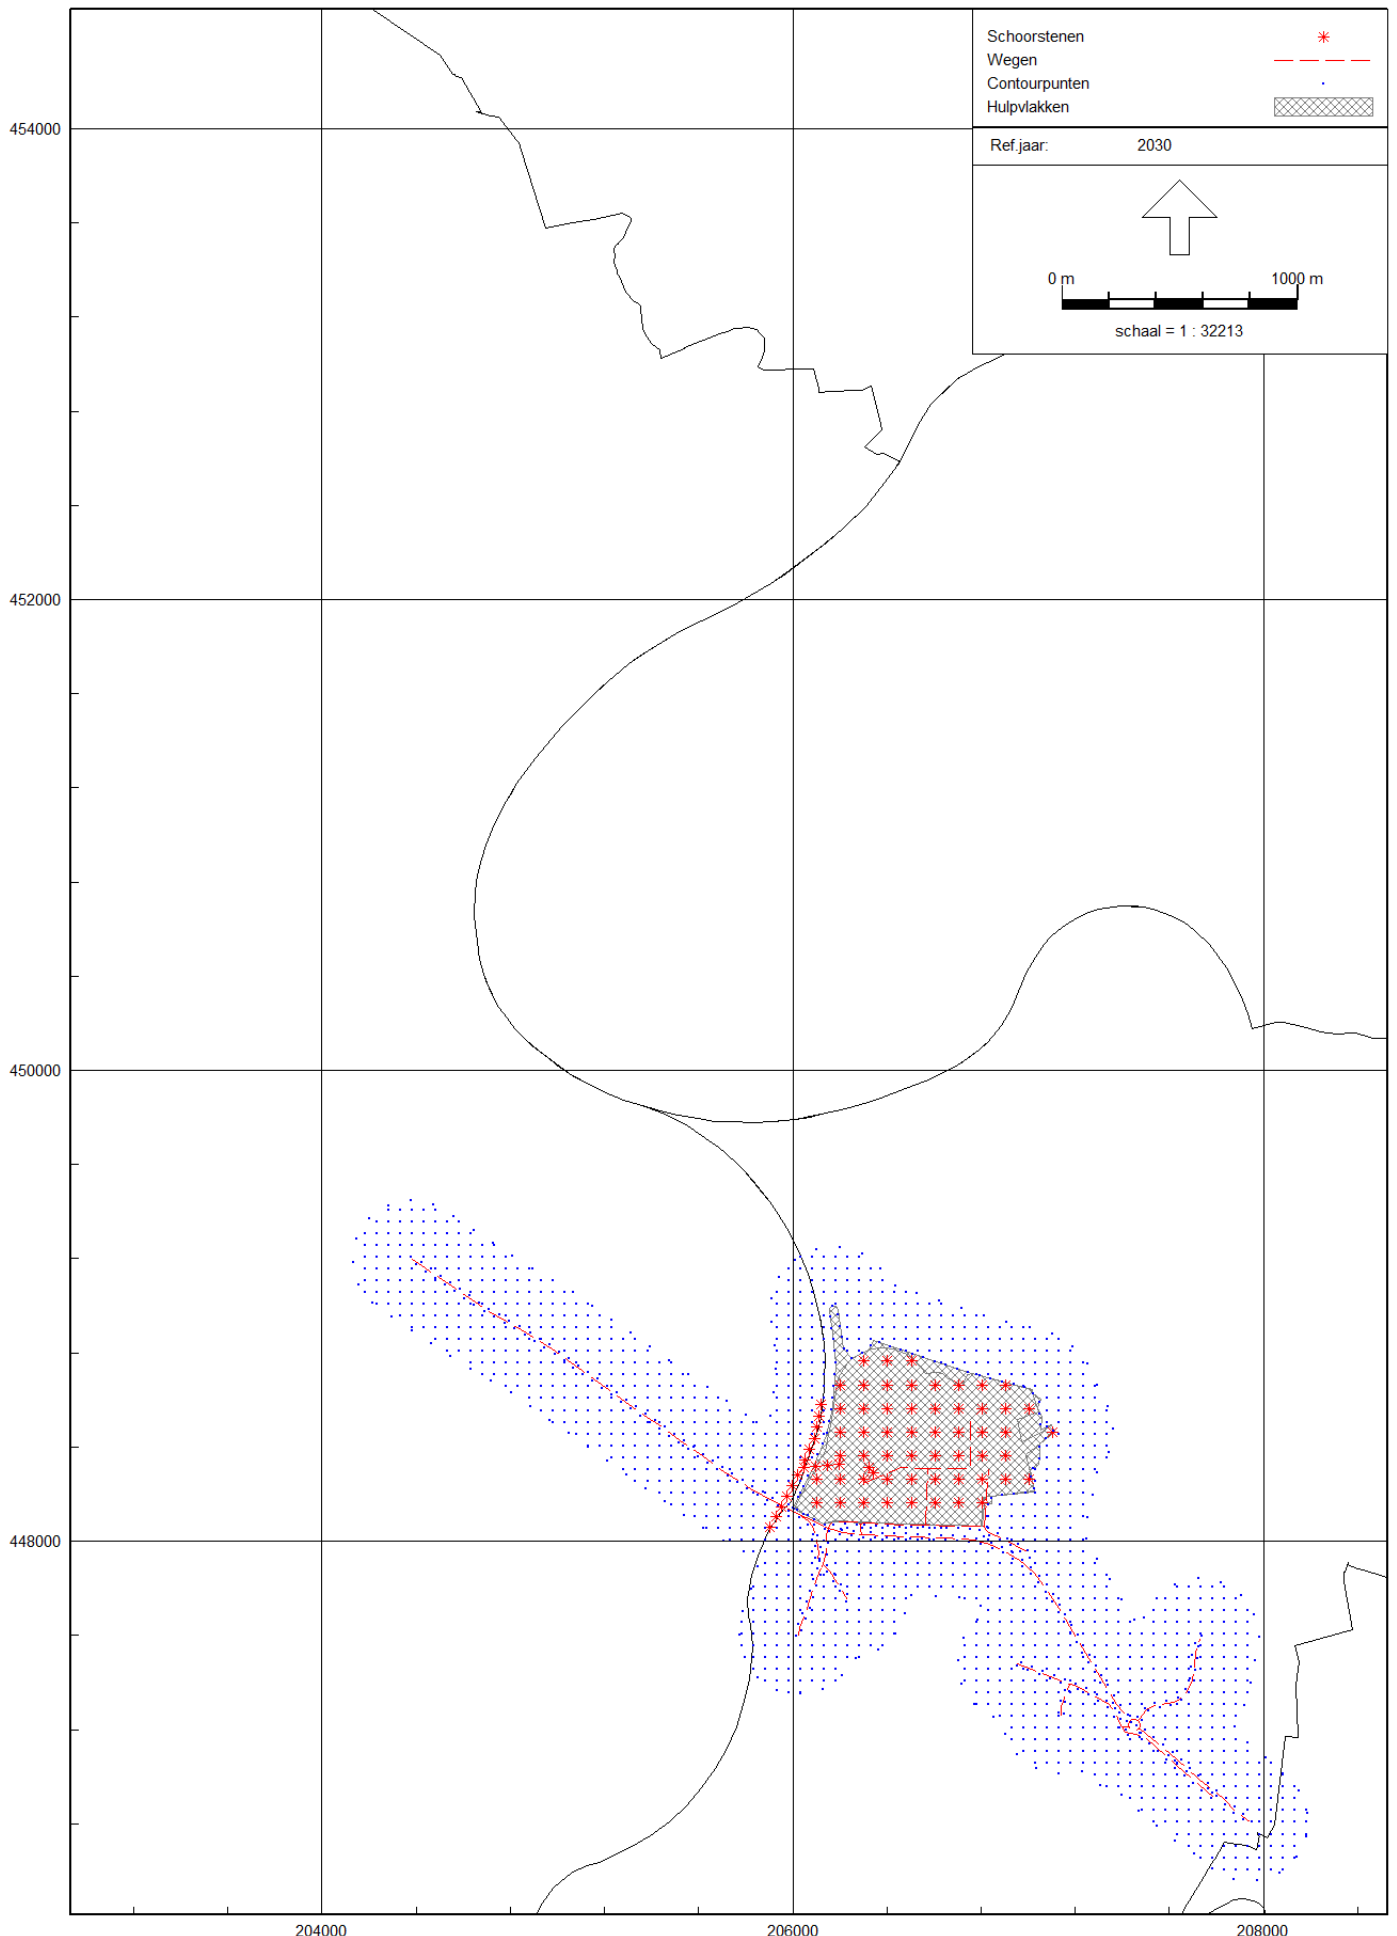 Schoorstenen
Wegen
Contourpunten
Hulpvlakken
Ref.jaar: 2030
0 m 1000 m
schaal = 1 : 32213
454000
452000
450000
448000
204000 206000 208000